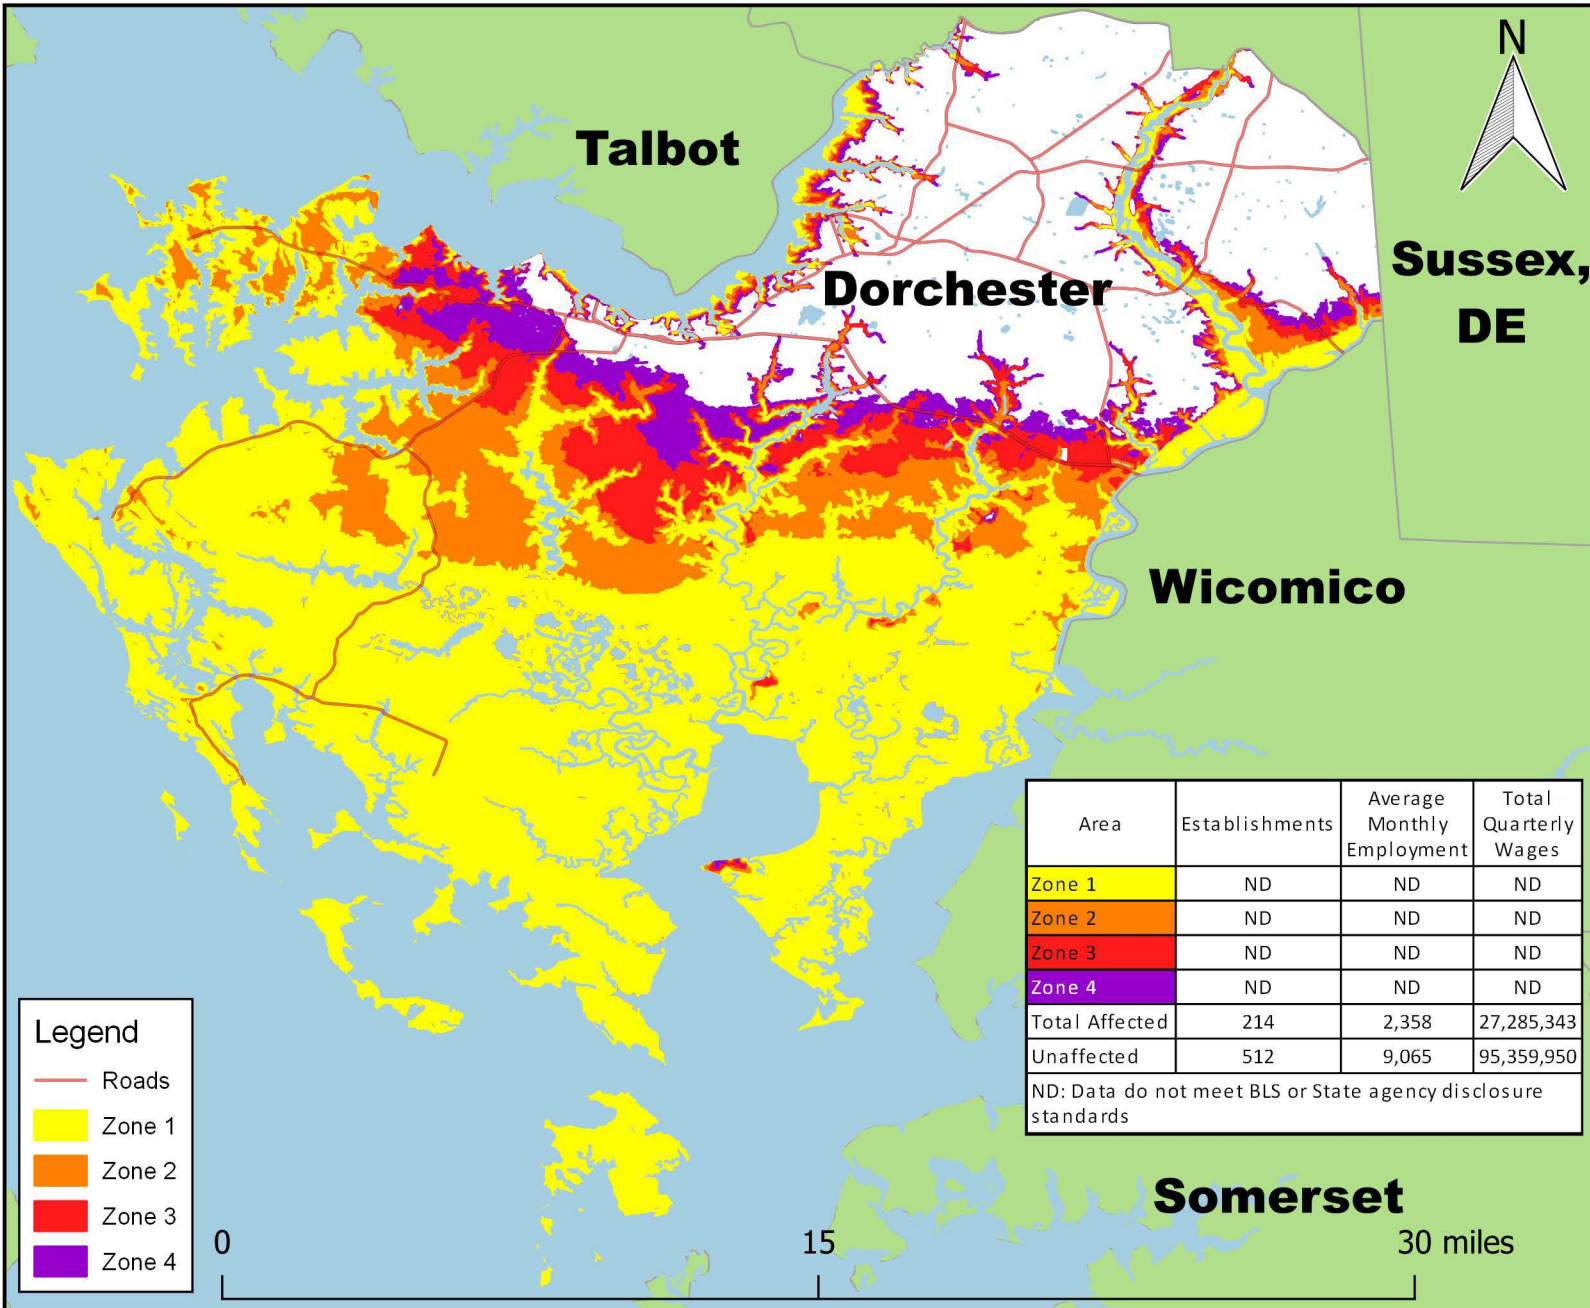 N
Talbot
Dorchester
Sussex,
DE
Wicomico
Area Establishments Average Monthly Employment Total Quarterly Wages
Zone 1 ND ND ND
Zone 2 ND ND ND
Zone 3 ND ND ND
Zone 4 ND ND ND
Total Affected 214 2,358 27,285,343
Unaffected 512 9,065 95,359,950
ND: Data do not meet BLS or State agency disclosure
standards
Legend
Roads
Zone 1
Zone 2
Zone 3
Zone 4
Somerset
0 15 30 miles